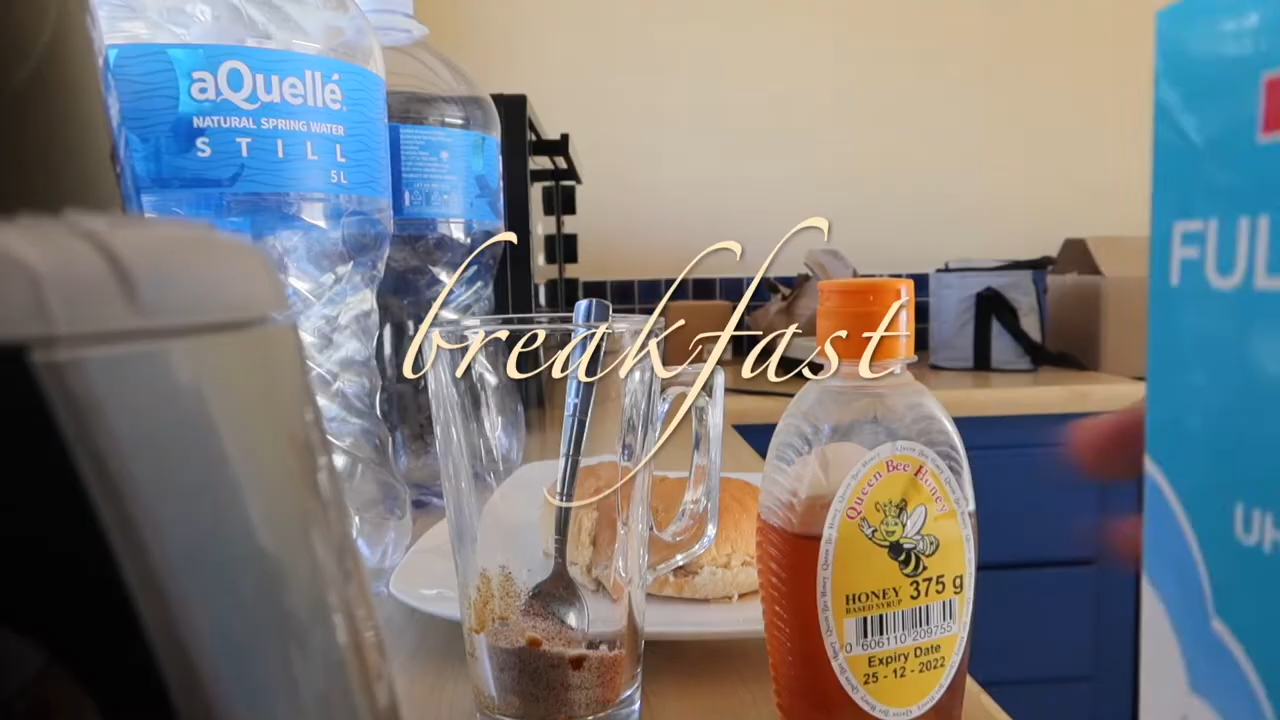 aQuellé
NATURAL SPRING WATER
STILL
5L
breakfast
Queen Bee Honey
HONEY 375 g
BASED SYRUP
0 606110 209755
Expiry Date
25 - 12 - 2022
FUL
UH